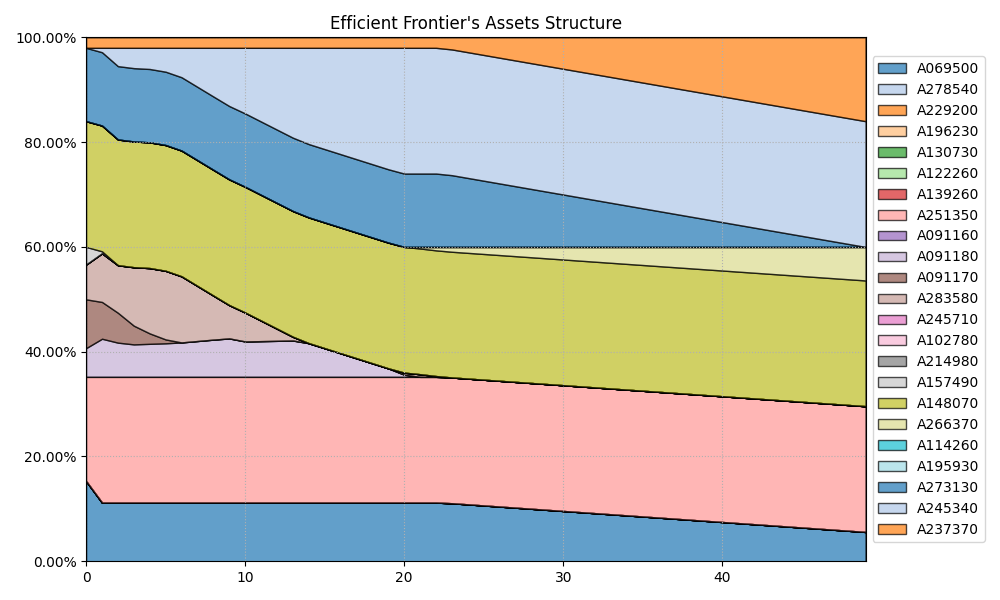 Efficient Frontier's Assets Structure
100.00%
80.00%
60.00%
40.00%
20.00%
0.00%
0
10
20
30
40
A069500
A278540
A229200
A196230
A130730
A122260
A139260
A251350
A091160
A091180
A091170
A283580
A245710
A102780
A214980
A157490
A148070
A266370
A114260
A195930
A273130
A245340
A237370